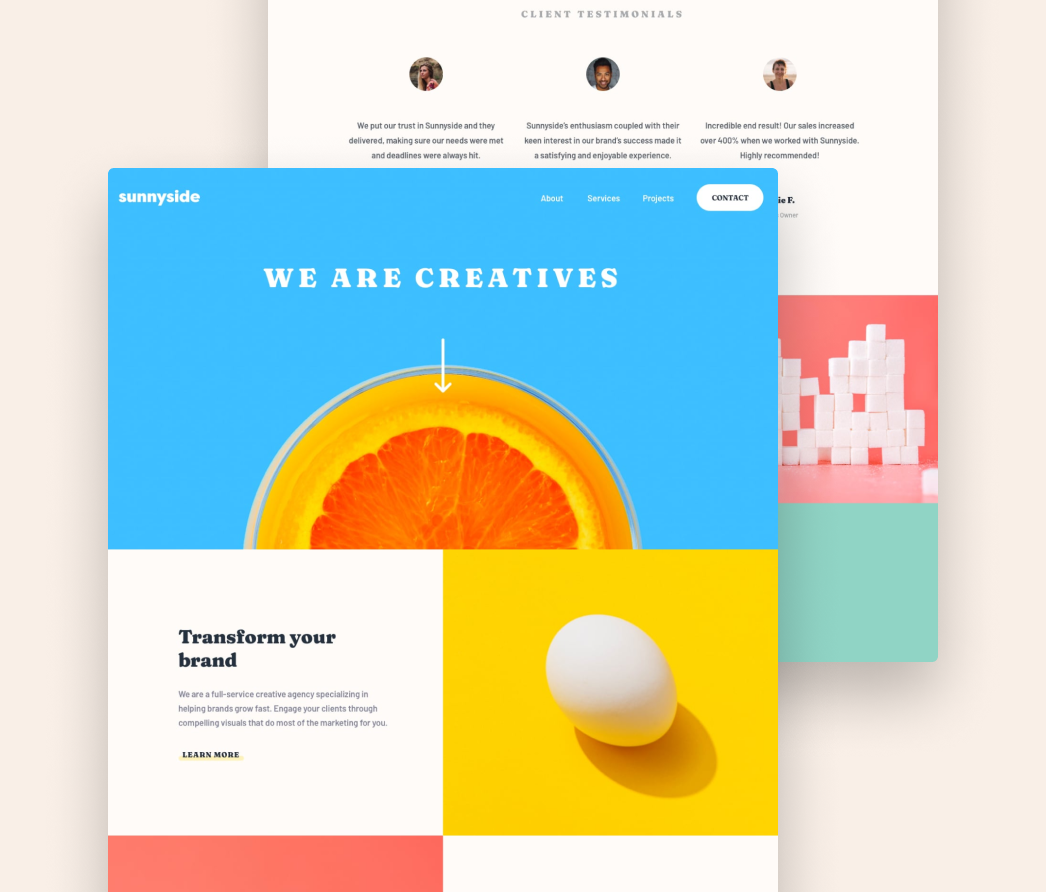 CLIENT TESTIMONIALS
We put our trust in Sunnyside and they
delivered, making sure our needs were met
and deadlines were always hit.
Sunnyside's enthusiasm coupled with their
keen interest in our brand's success made it
a satisfying and enjoyable experience.
Incredible end result! Our sales increased
over 400% when we worked with Sunnyside.
Highly recommended!
F.
Owner
sunnyside
About Services Projects CONTACT
WE ARE CREATIVES
Transform your
brand
We are a full-service creative agency specializing in
helping brands grow fast. Engage your clients through
compelling visuals that do most of the marketing for you.
LEARN MORE